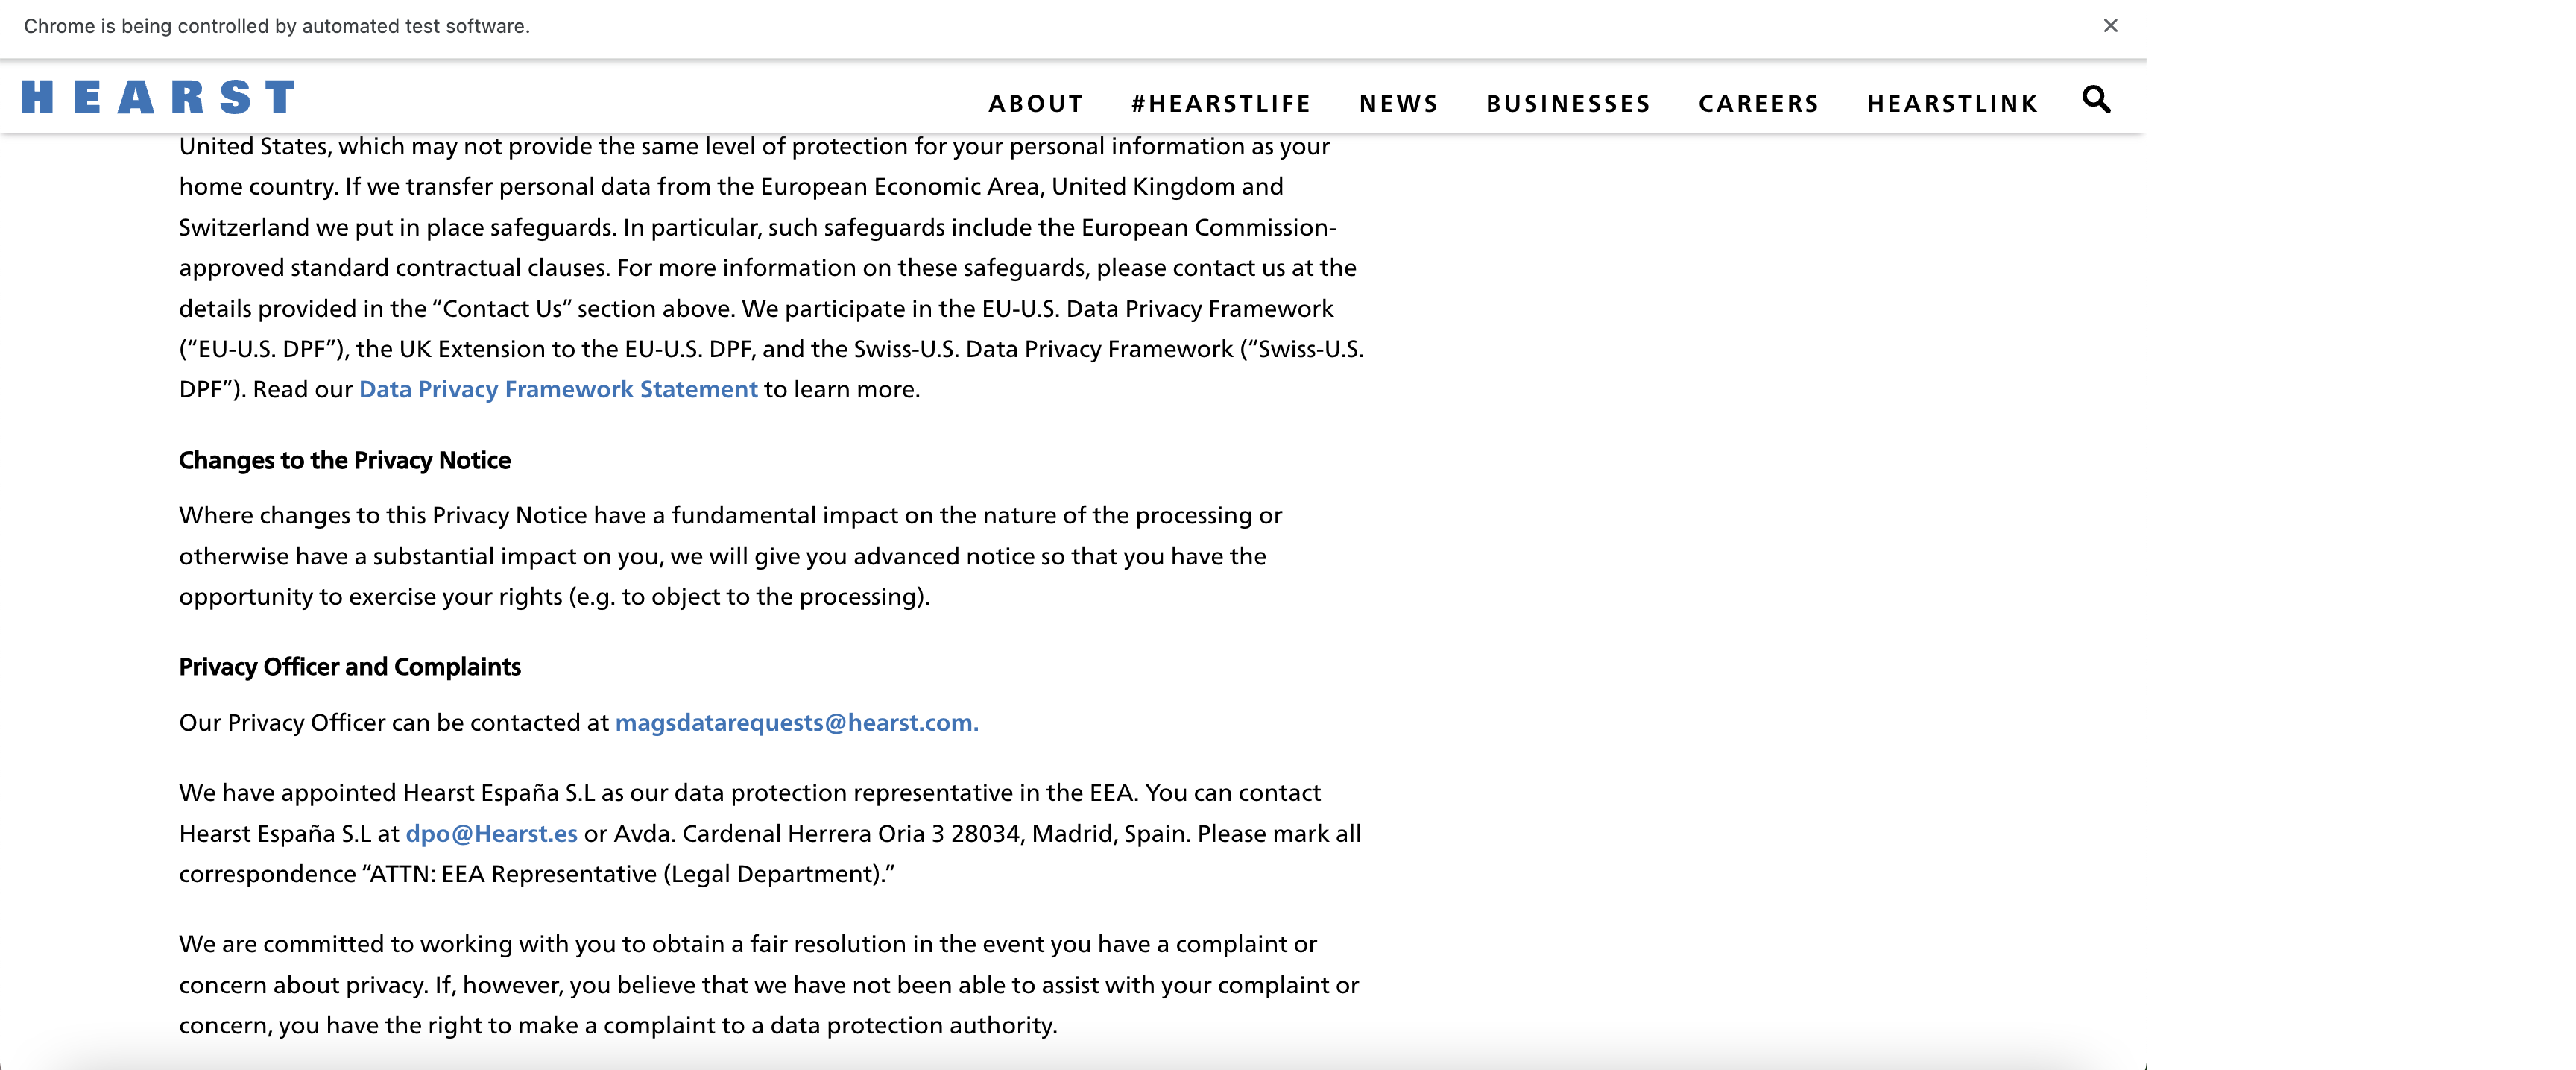 Chrome is being controlled by automated test software.
HEARST
ABOUT #HEARSTLIFE NEWS BUSINESSES CAREERS HEARSTLINK
United States, which may not provide the same level of protection for your personal information as your
home country. If we transfer personal data from the European Economic Area, United Kingdom and
Switzerland we put in place safeguards. In particular, such safeguards include the European Commission-
approved standard contractual clauses. For more information on these safeguards, please contact us at the
details provided in the “Contact Us” section above. We participate in the EU-U.S. Data Privacy Framework
(“EU-U.S. DPF”), the UK Extension to the EU-U.S. DPF, and the Swiss-U.S. Data Privacy Framework (“Swiss-U.S.
DPF”). Read our Data Privacy Framework Statement to learn more.
Changes to the Privacy Notice
Where changes to this Privacy Notice have a fundamental impact on the nature of the processing or
otherwise have a substantial impact on you, we will give you advanced notice so that you have the
opportunity to exercise your rights (e.g. to object to the processing).
Privacy Officer and Complaints
Our Privacy Officer can be contacted at magsdatarequests@hearst.com.
We have appointed Hearst España S.L as our data protection representative in the EEA. You can contact
Hearst España S.L at dpo@Hearst.es or Avda. Cardenal Herrera Oria 3 28034, Madrid, Spain. Please mark all
correspondence “ATTN: EEA Representative (Legal Department).”
We are committed to working with you to obtain a fair resolution in the event you have a complaint or
concern about privacy. If, however, you believe that we have not been able to assist with your complaint or
concern, you have the right to make a complaint to a data protection authority.